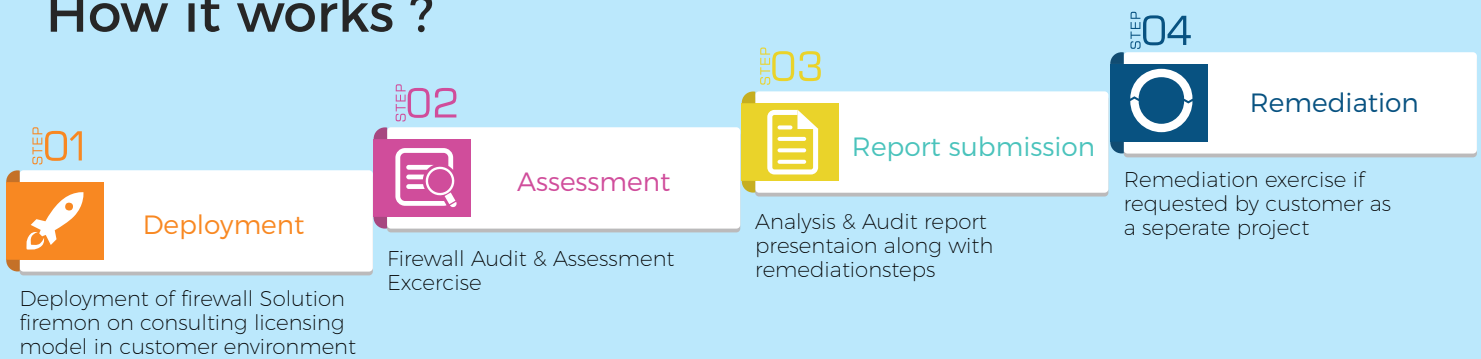 How it works ?
STEP 01
Deployment
Deployment of firewall Solution
firemon on consulting licensing
model in customer environment
STEP 02
Assessment
Firewall Audit & Assessment
Excercise
STEP 03
Report submission
Analysis & Audit report
presentaion along with
remediationsteps
STEP 04
Remediation
Remediation exercise if
requested by customer as
a seperate project